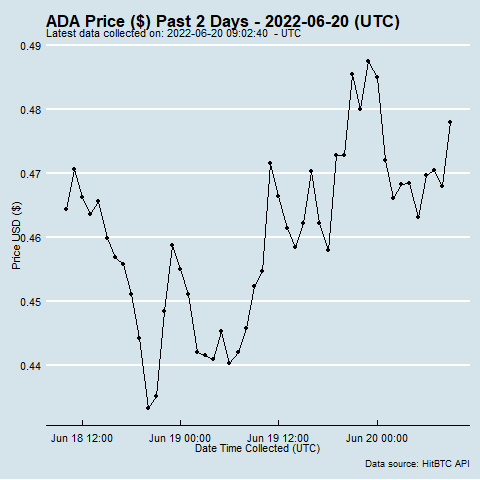 ADA Price ($) Past 2 Days - 2022-06-20 (UTC)
Latest data collected on: 2022-06-20 09:02:40  - UTC
0.49
0.48
0.47
0.46
0.45
0.44
Price USD ($)
Jun 18 12:00 Jun 19 00:00 Jun 19 12:00 Jun 20 00:00
Date Time Collected (UTC)
Data source: HitBTC API